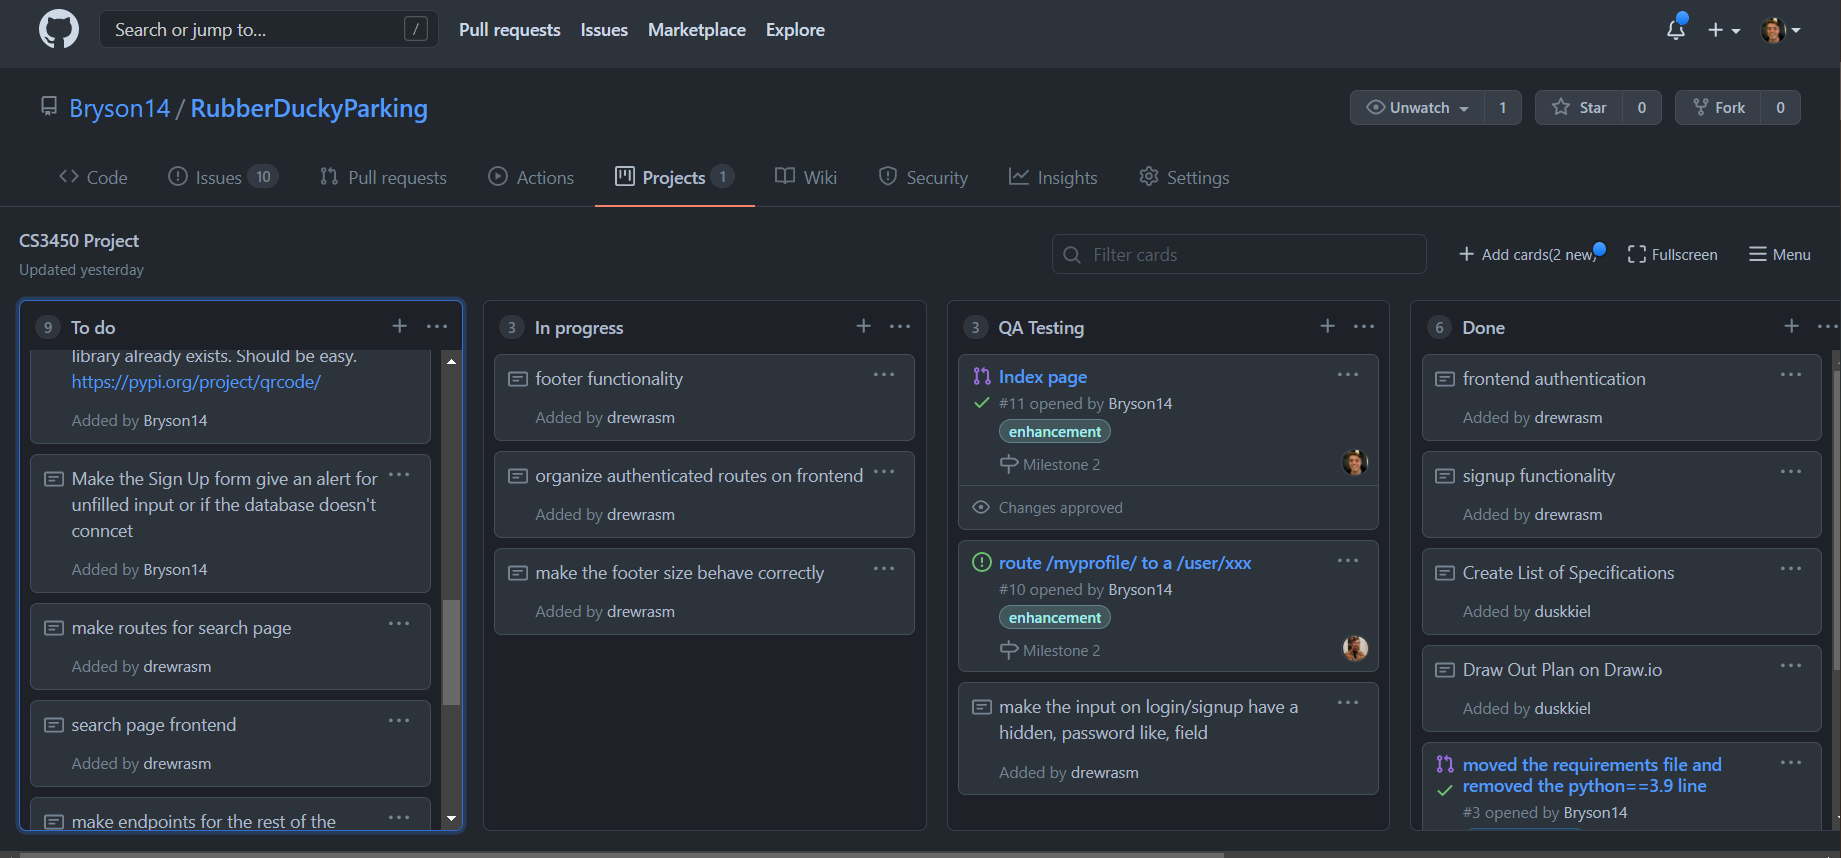 Search or jump to...
/
Pull requests
Issues
Marketplace
Explore
Bryson14 / RubberDuckyParking
Unwatch
1
Star
0
Fork
0
Code
Issues
10
Pull requests
Actions
Projects
1
Wiki
Security
Insights
Settings
CS3450 Project
Updated yesterday
Filter cards
Add cards(2 new)
Fullscreen
Menu
9
To do
library already exists. Should be easy.
https://pypi.org/project/qrcode/
Added by Bryson14
Make the Sign Up form give an alert for
unfilled input or if the database doesn't
conncet
Added by Bryson14
make routes for search page
Added by drewrasm
search page frontend
Added by drewrasm
make endpoints for the rest of the
3
In progress
footer functionality
Added by drewrasm
organize authenticated routes on frontend
Added by drewrasm
make the footer size behave correctly
Added by drewrasm
3
QA Testing
Index page
#11 opened by Bryson14
enhancement
Milestone 2
Changes approved
route /myprofile/ to a /user/xxx
#10 opened by Bryson14
enhancement
Milestone 2
make the input on login/signup have a
hidden, password like, field
Added by drewrasm
6
Done
frontend authentication
Added by drewrasm
signup functionality
Added by drewrasm
Create List of Specifications
Added by duskkiel
Draw Out Plan on Draw.io
Added by duskkiel
moved the requirements file and
removed the python==3.9 line
#3 opened by Bryson14